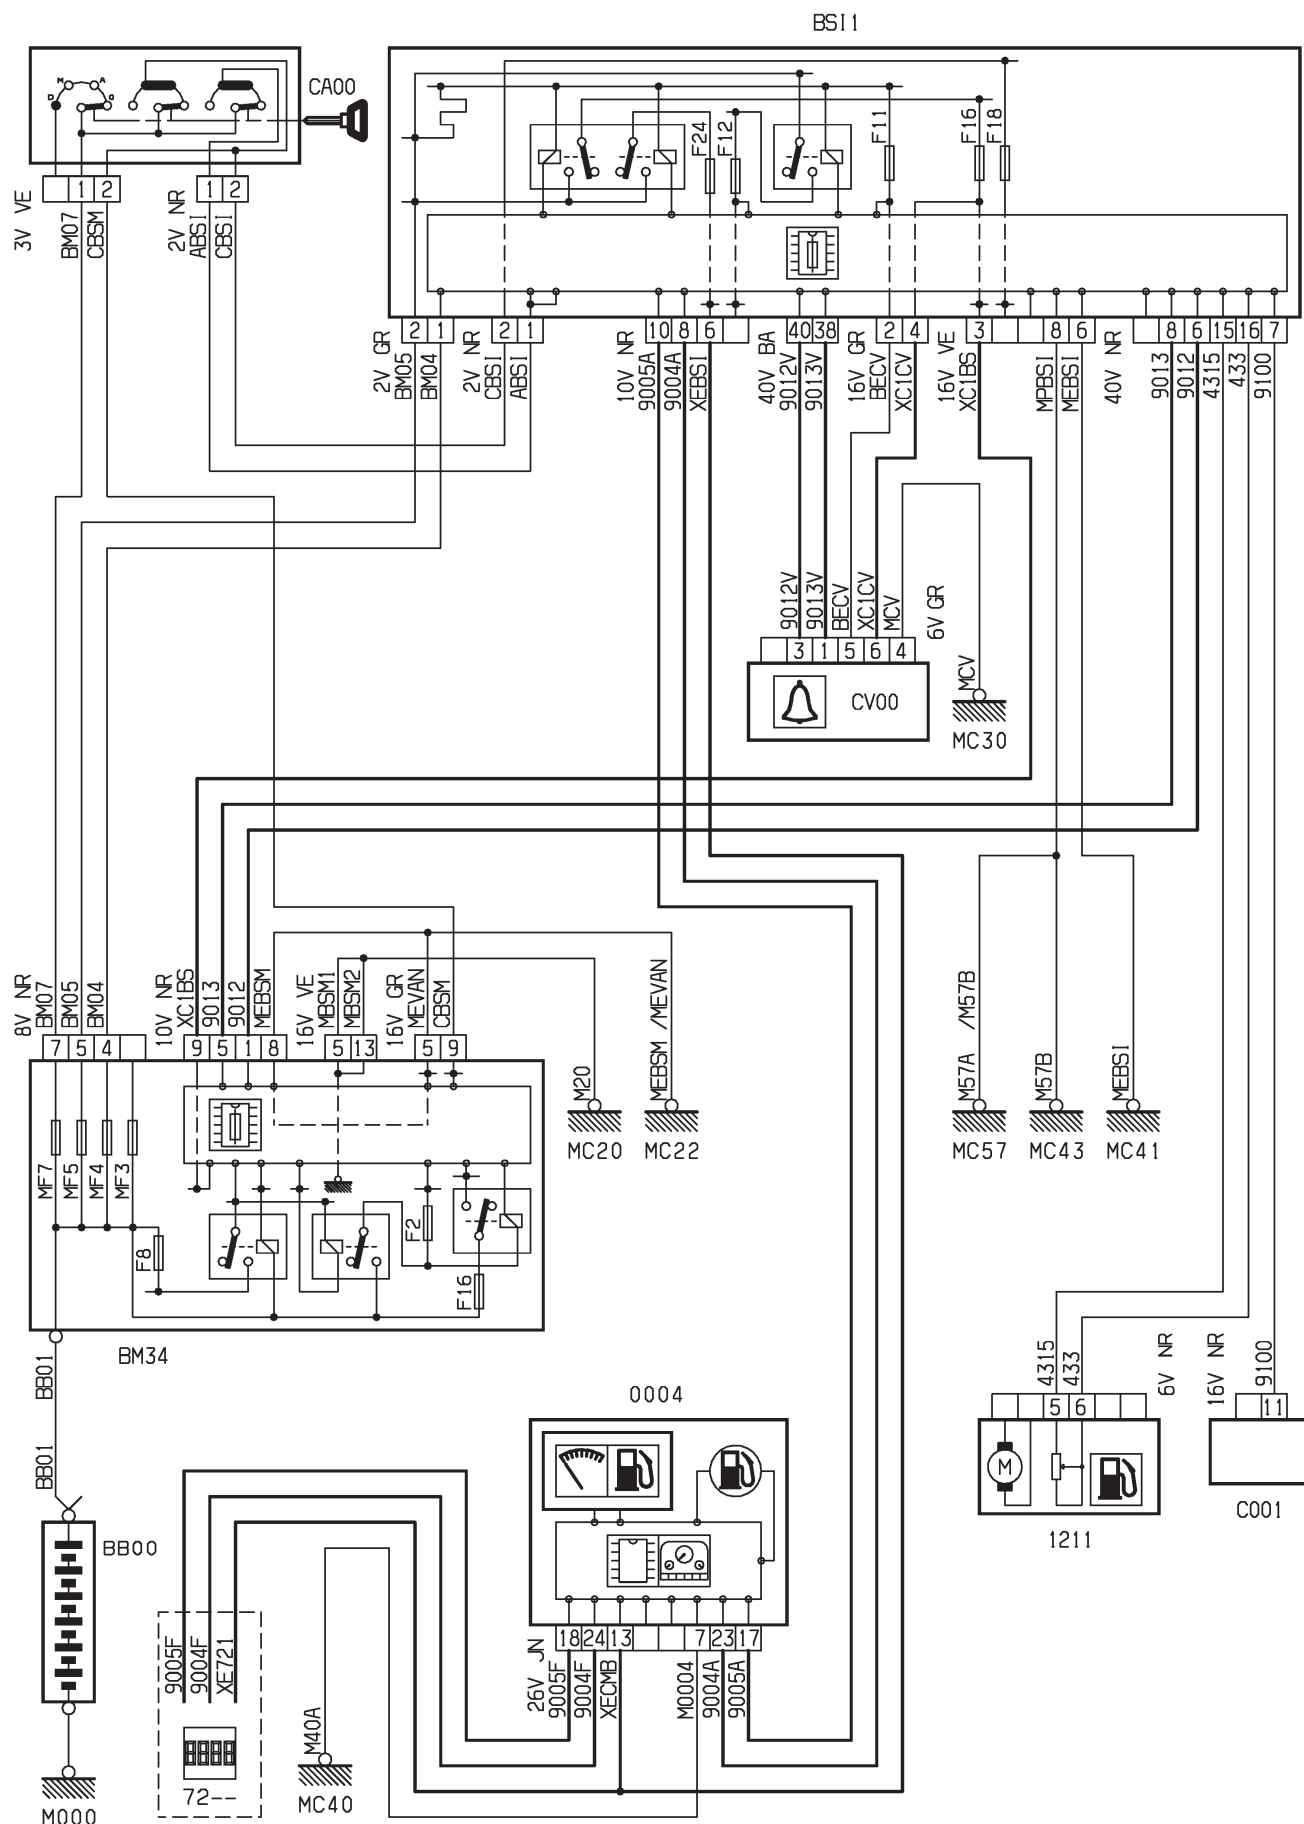 BSI1
CA00
M
A
D
G
F24
F12
F11
F16
F18
3V VE
1
2
BM07
CBSM
2V NR
1
2
ABSI
CBSI
2V GR
2
1
BM05
BM04
2V NR
2
1
CBSI
ABSI
10V NR
10
8
6
9005A
9004A
XEBSI
40V BA
40
38
9012V
9013V
16V GR
2
4
BECV
XC1CV
16V VE
3
8
6
XC1BS
MPBSI
MEBSI
40V NR
8
6
15
16
7
9013
9012
4315
433
9100
9012V
9013V
BECV
XC1CV
MCV
6V GR
3
1
5
6
4
CV00
MCV
MC30
8V NR
BM07
BM05
BM04
7
5
4
10V NR
XC1BS
9013
9012
MEBSM
9
5
1
8
16V VE
MBSM1
MBSM2
5
13
16V GR
MEVAN
CBSM
5
9
M20
MC20
MEBSM /MEVAN
MC22
M57A /M57B
MC57
M57B
MC43
MEBSI
MC41
MF7
MF5
MF4
MF3
F8
F2
F16
BM34
BB01
BB01
BB00
M000
0004
4315
433
6V NR
5
6
M
1211
16V NR
9100
11
C001
9005F
9004F
XE721
72--
M40A
MC40
26V JN
18
24
13
7
23
17
9005F
9004F
XECMB
M0004
9004A
9005A